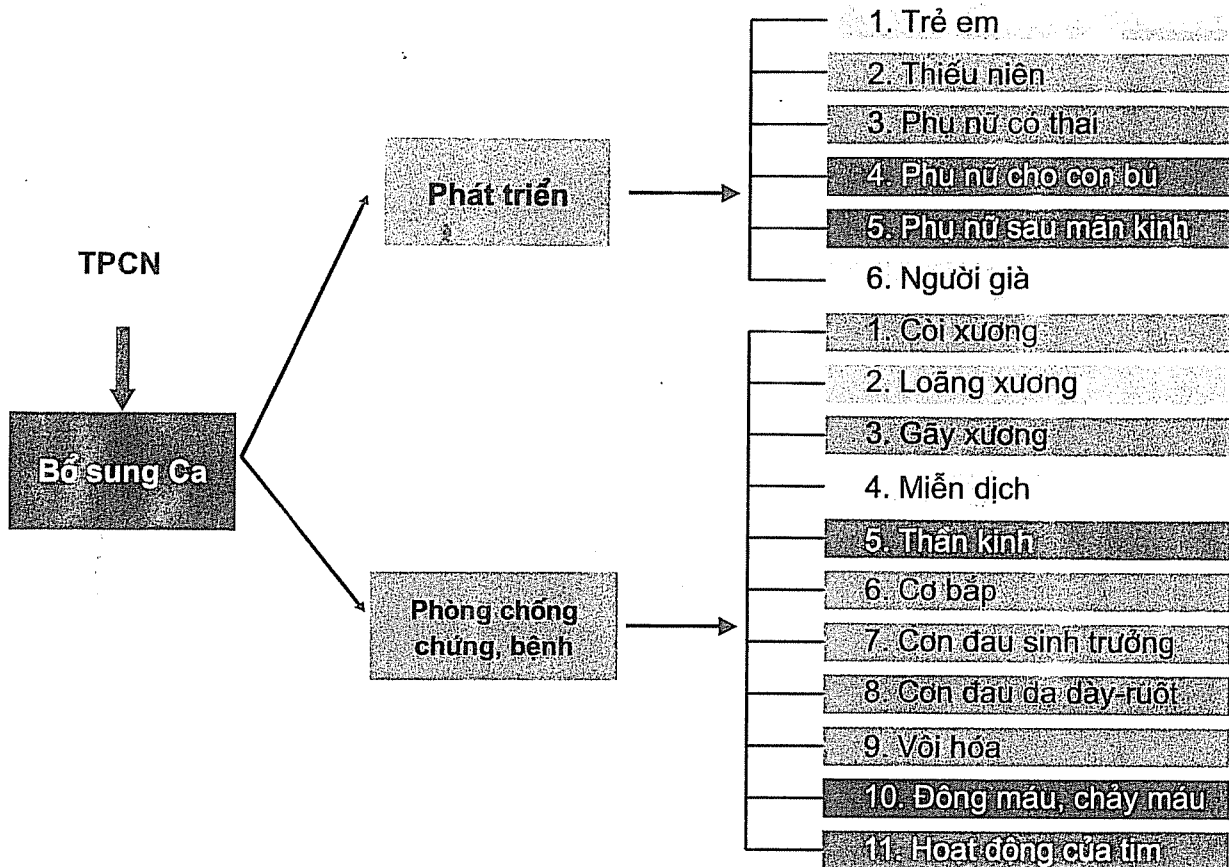 TPCN
Bổ sung Ca
Phát triển
1. Trẻ em
2. Thiếu niên
3. Phụ nữ có thai
4. Phụ nữ cho con bú
5. Phụ nữ sau mãn kinh
6. Người già
Phòng chống
chứng, bệnh
1. Còi xương
2. Loãng xương
3. Gãy xương
4. Miễn dịch
5. Thần kinh
6. Cơ bắp
7. Cơn đau sinh trưởng
8. Cơn đau dạ dày-ruột
9. Vôi hóa
10. Đông máu, chảy máu
11. Hoạt động của tim